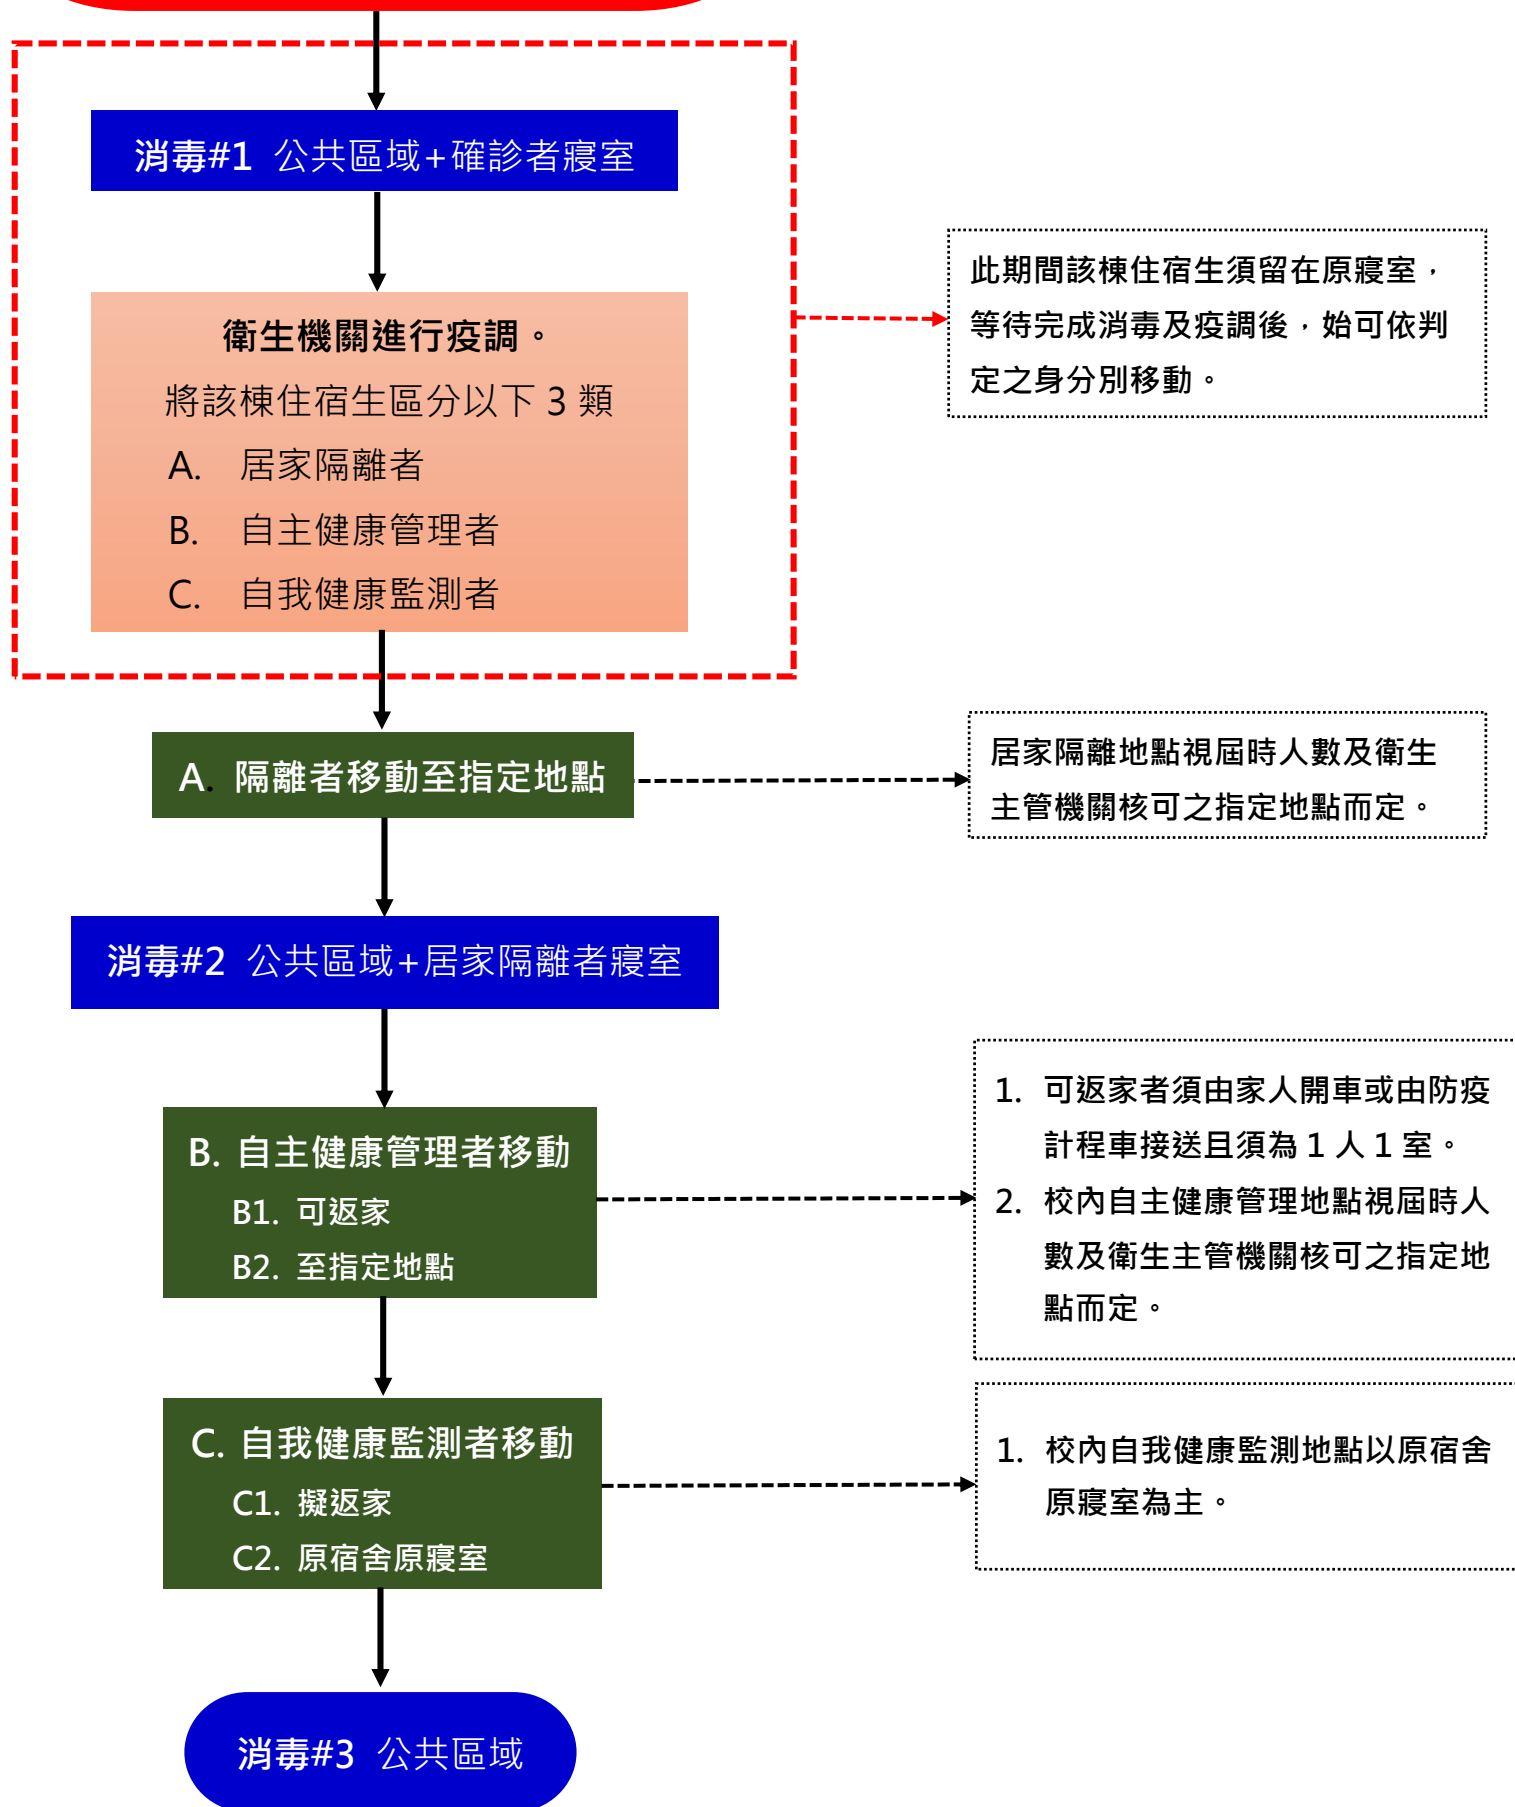 消毒#1 公共區域+確診者寢室
衛生機關進行疫調。
將該棟住宿生區分以下 3 類
A. 居家隔離者
B. 自主健康管理者
C. 自我健康監測者
此期間該棟住宿生須留在原寢室，
等待完成消毒及疫調後，始可依判
定之身分別移動。
A. 隔離者移動至指定地點
居家隔離地點視屆時人數及衛生
主管機關核可之指定地點而定。
消毒#2 公共區域+居家隔離者寢室
B. 自主健康管理者移動
B1. 可返家
B2. 至指定地點
1. 可返家者須由家人開車或由防疫
計程車接送且須為 1 人 1 室。
2. 校內自主健康管理地點視屆時人
數及衛生主管機關核可之指定地
點而定。
C. 自我健康監測者移動
C1. 擬返家
C2. 原宿舍原寢室
1. 校內自我健康監測地點以原宿舍
原寢室為主。
消毒#3 公共區域